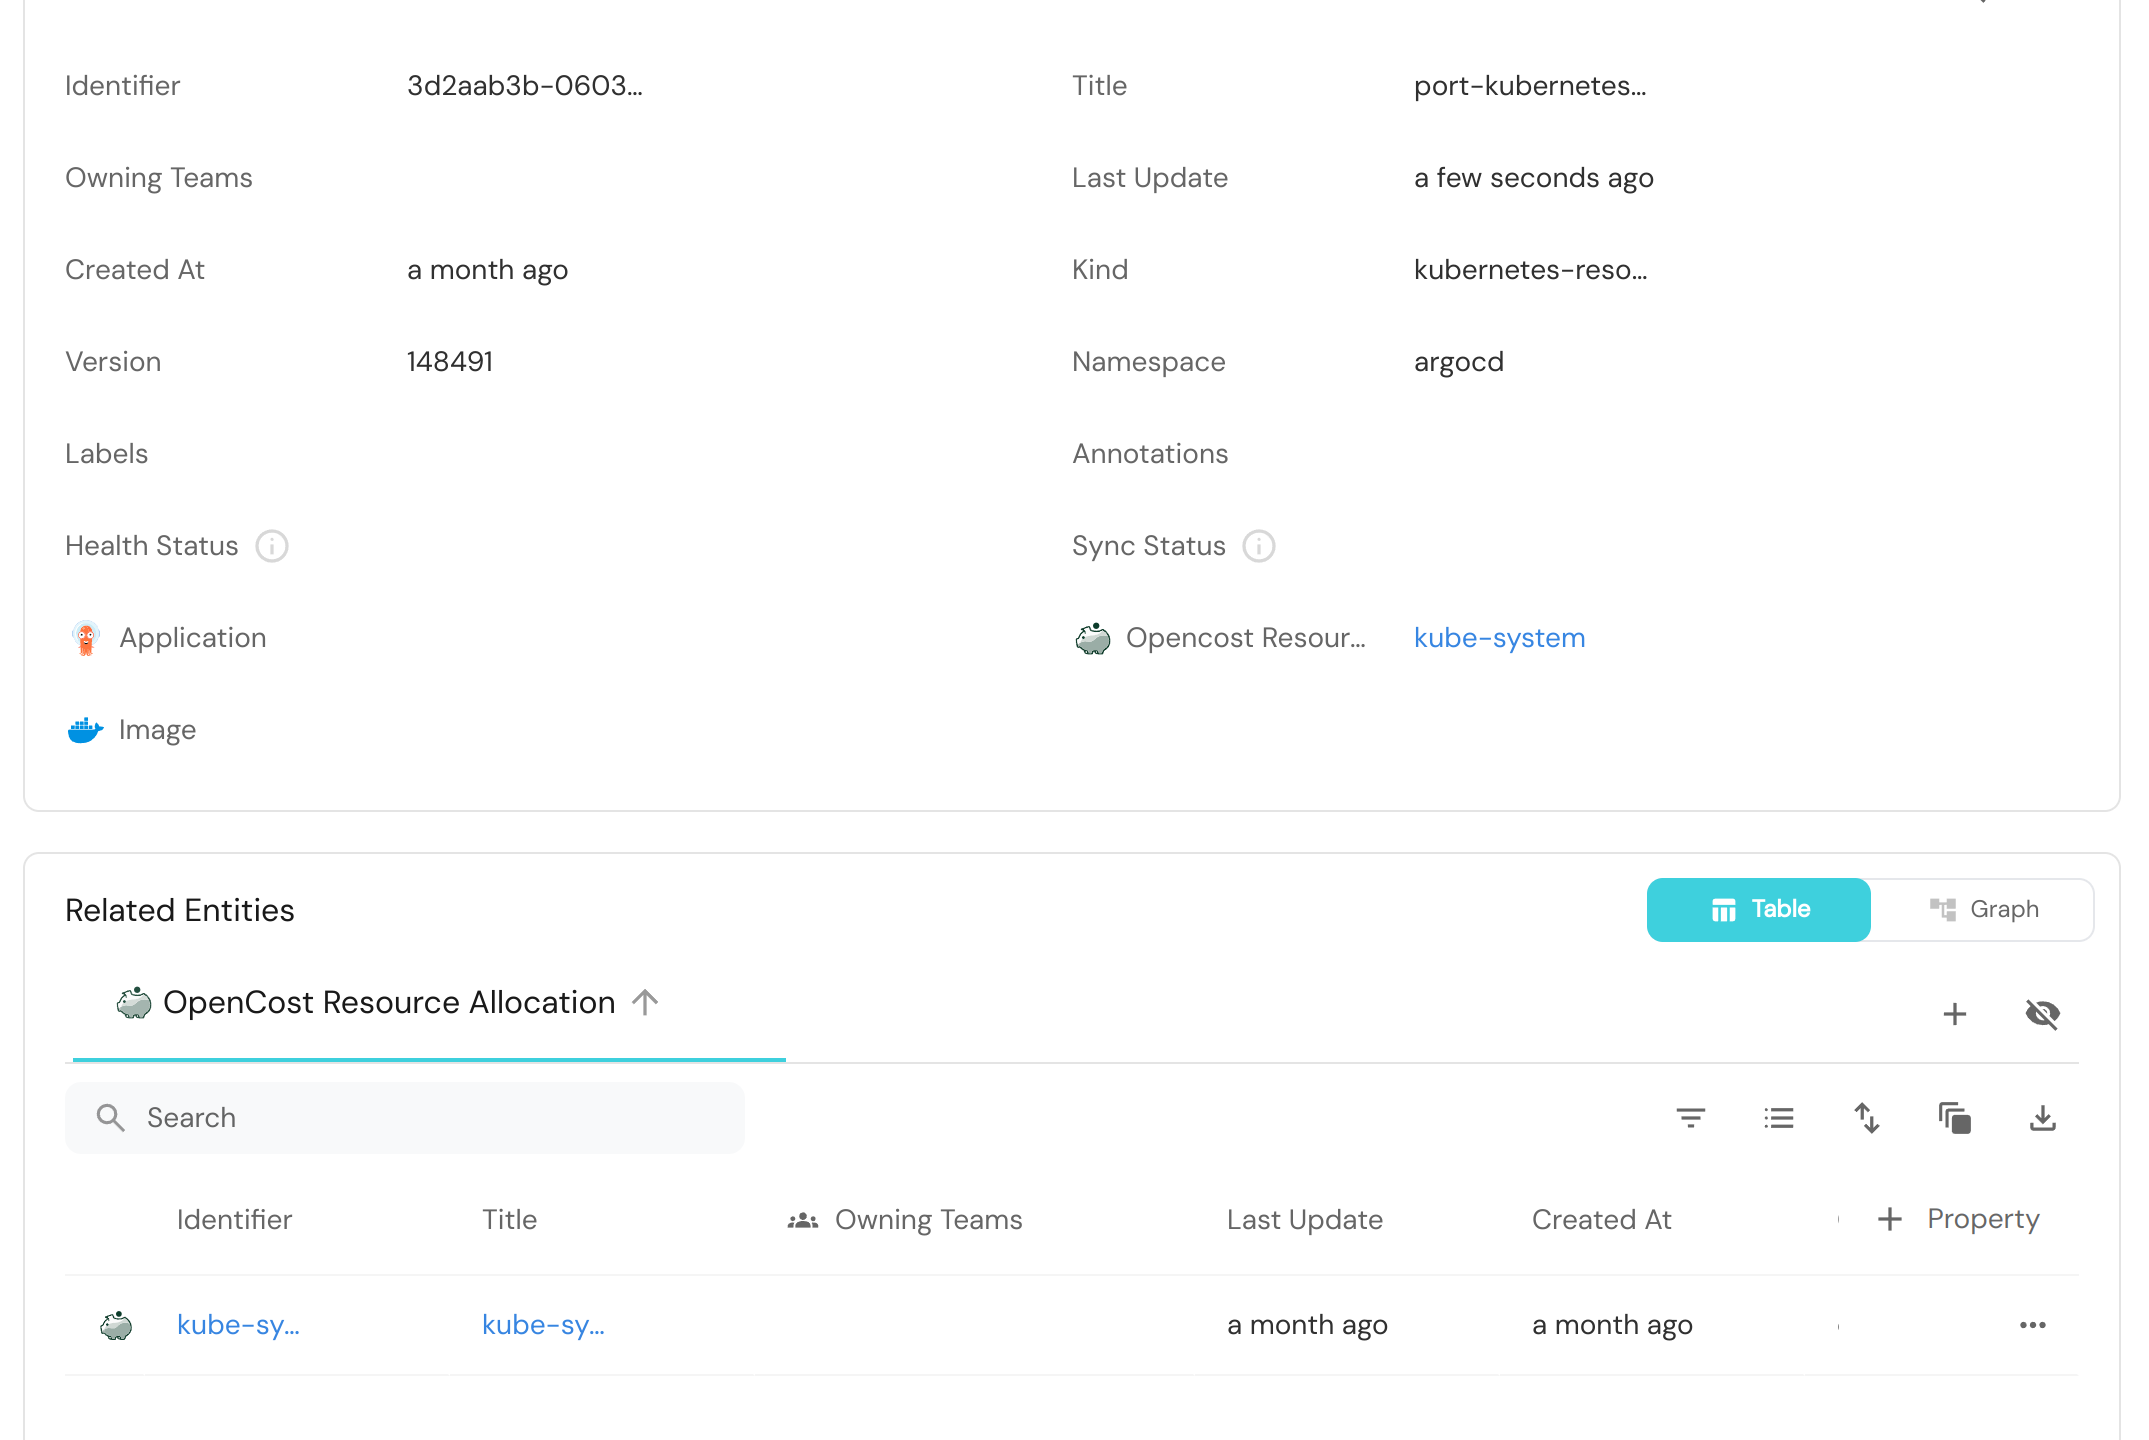 Identifier 3d2aab3b-0603... Title port-kubernetes...
Owning Teams Last Update a few seconds ago
Created At a month ago Kind kubernetes-reso...
Version 148491 Namespace argocd
Labels Annotations
Health Status Sync Status
Application Opencost Resour... kube-system
Image
Related Entities Table Graph
OpenCost Resource Allocation
Search
Identifier Title Owning Teams Last Update Created At + Property
kube-sy... kube-sy... a month ago a month ago